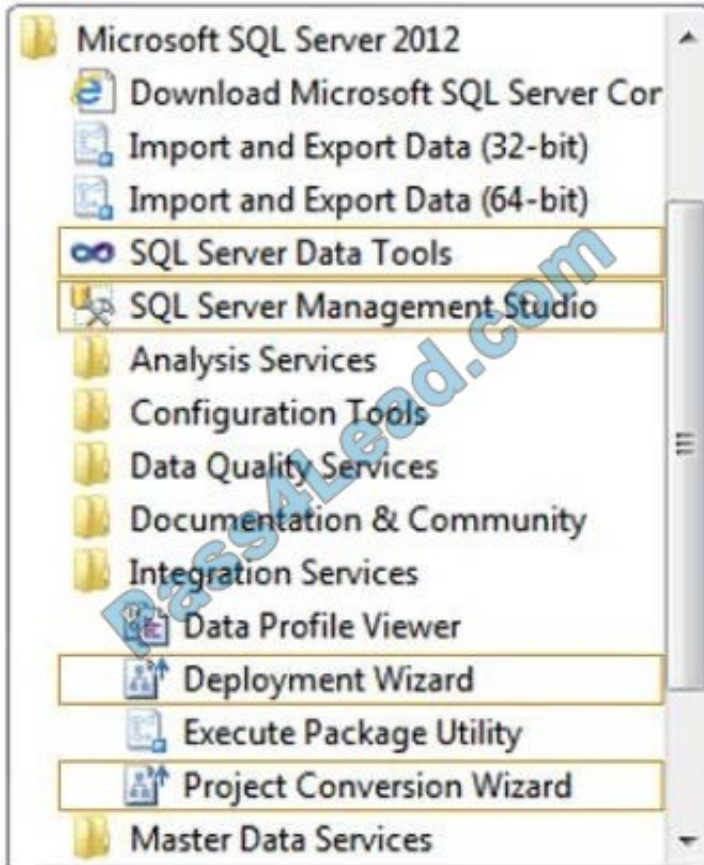 Microsoft SQL Server 2012
Download Microsoft SQL Server Cor
Import and Export Data (32-bit)
Import and Export Data (64-bit)
SQL Server Data Tools
SQL Server Management Studio
Analysis Services
Configuration Tools
Data Quality Services
Documentation & Community
Integration Services
Data Profile Viewer
Deployment Wizard
Execute Package Utility
Project Conversion Wizard
Master Data Services
Pass4Lead.com